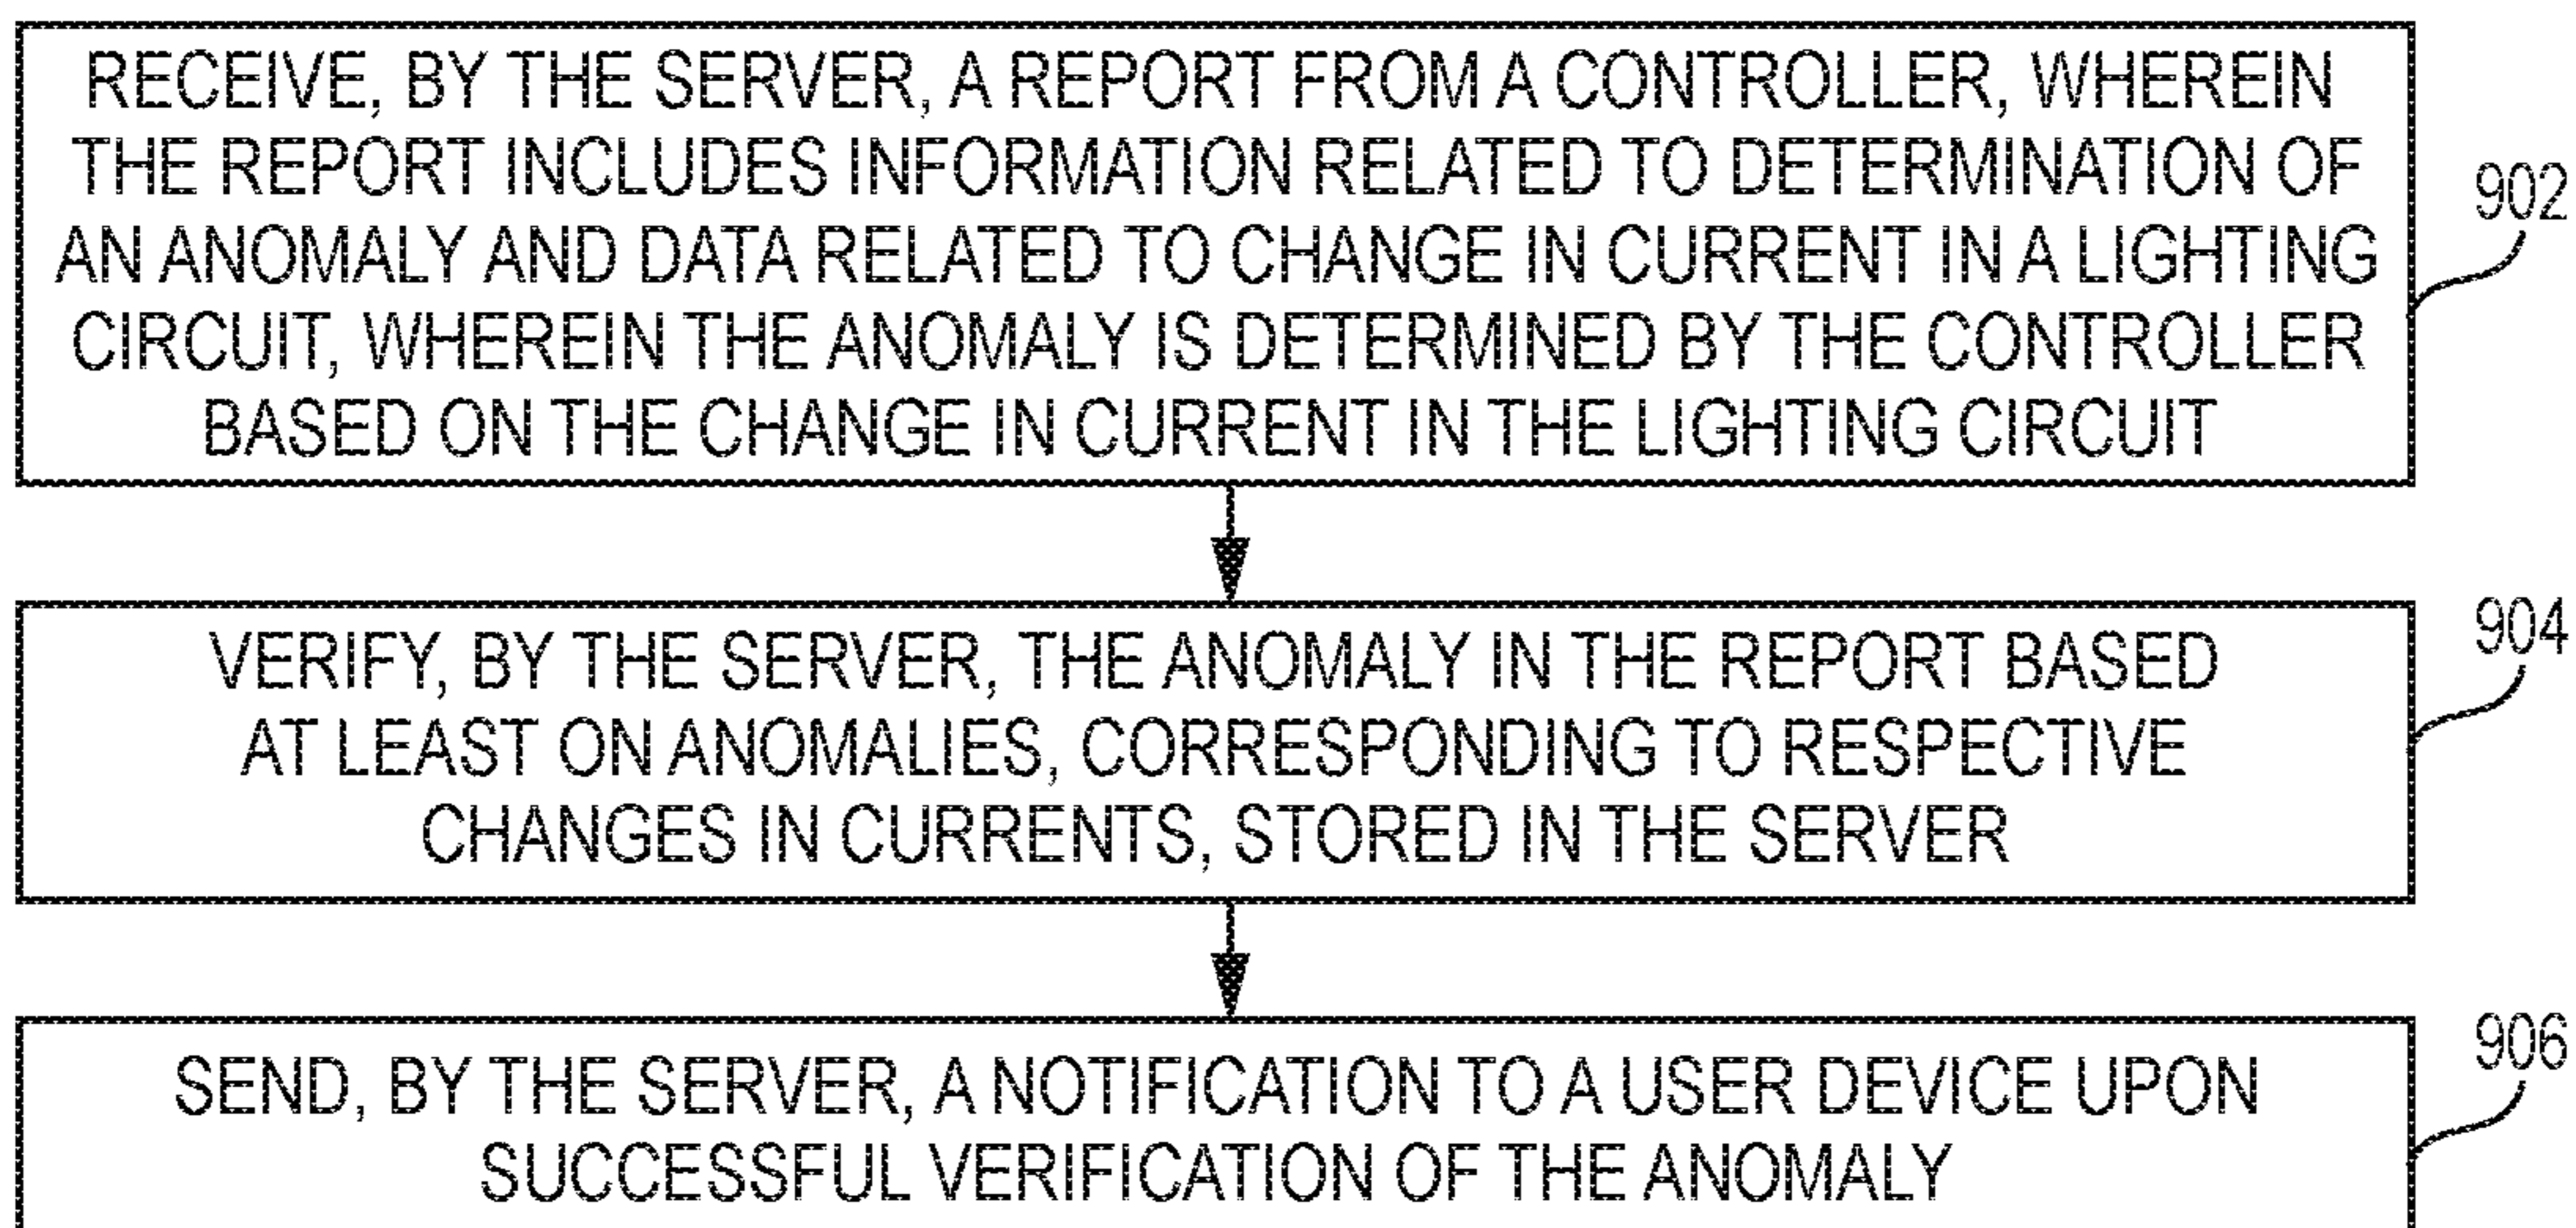 RECEIVE, BY THE SERVER, A REPORT FROM A CONTROLLER, WHEREIN
THE REPORT INCLUDES INFORMATION RELATED TO DETERMINATION OF
AN ANOMALY AND DATA RELATED TO CHANGE IN CURRENT IN A LIGHTING
CIRCUIT, WHEREIN THE ANOMALY IS DETERMINED BY THE CONTROLLER
BASED ON THE CHANGE IN CURRENT IN THE LIGHTING CIRCUIT
902
VERIFY, BY THE SERVER, THE ANOMALY IN THE REPORT BASED
AT LEAST ON ANOMALIES, CORRESPONDING TO RESPECTIVE
CHANGES IN CURRENTS, STORED IN THE SERVER
904
SEND, BY THE SERVER, A NOTIFICATION TO A USER DEVICE UPON
SUCCESSFUL VERIFICATION OF THE ANOMALY
906